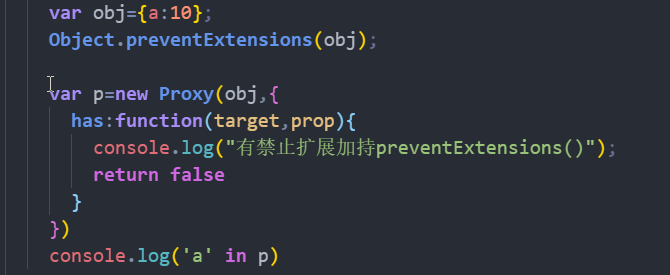 var obj={a:10};
Object.preventExtensions(obj);
var p=new Proxy(obj,{
has:function(target,prop){
console.log("有禁止扩展加持preventExtensions()");
return false
}
})
console.log('a' in p)